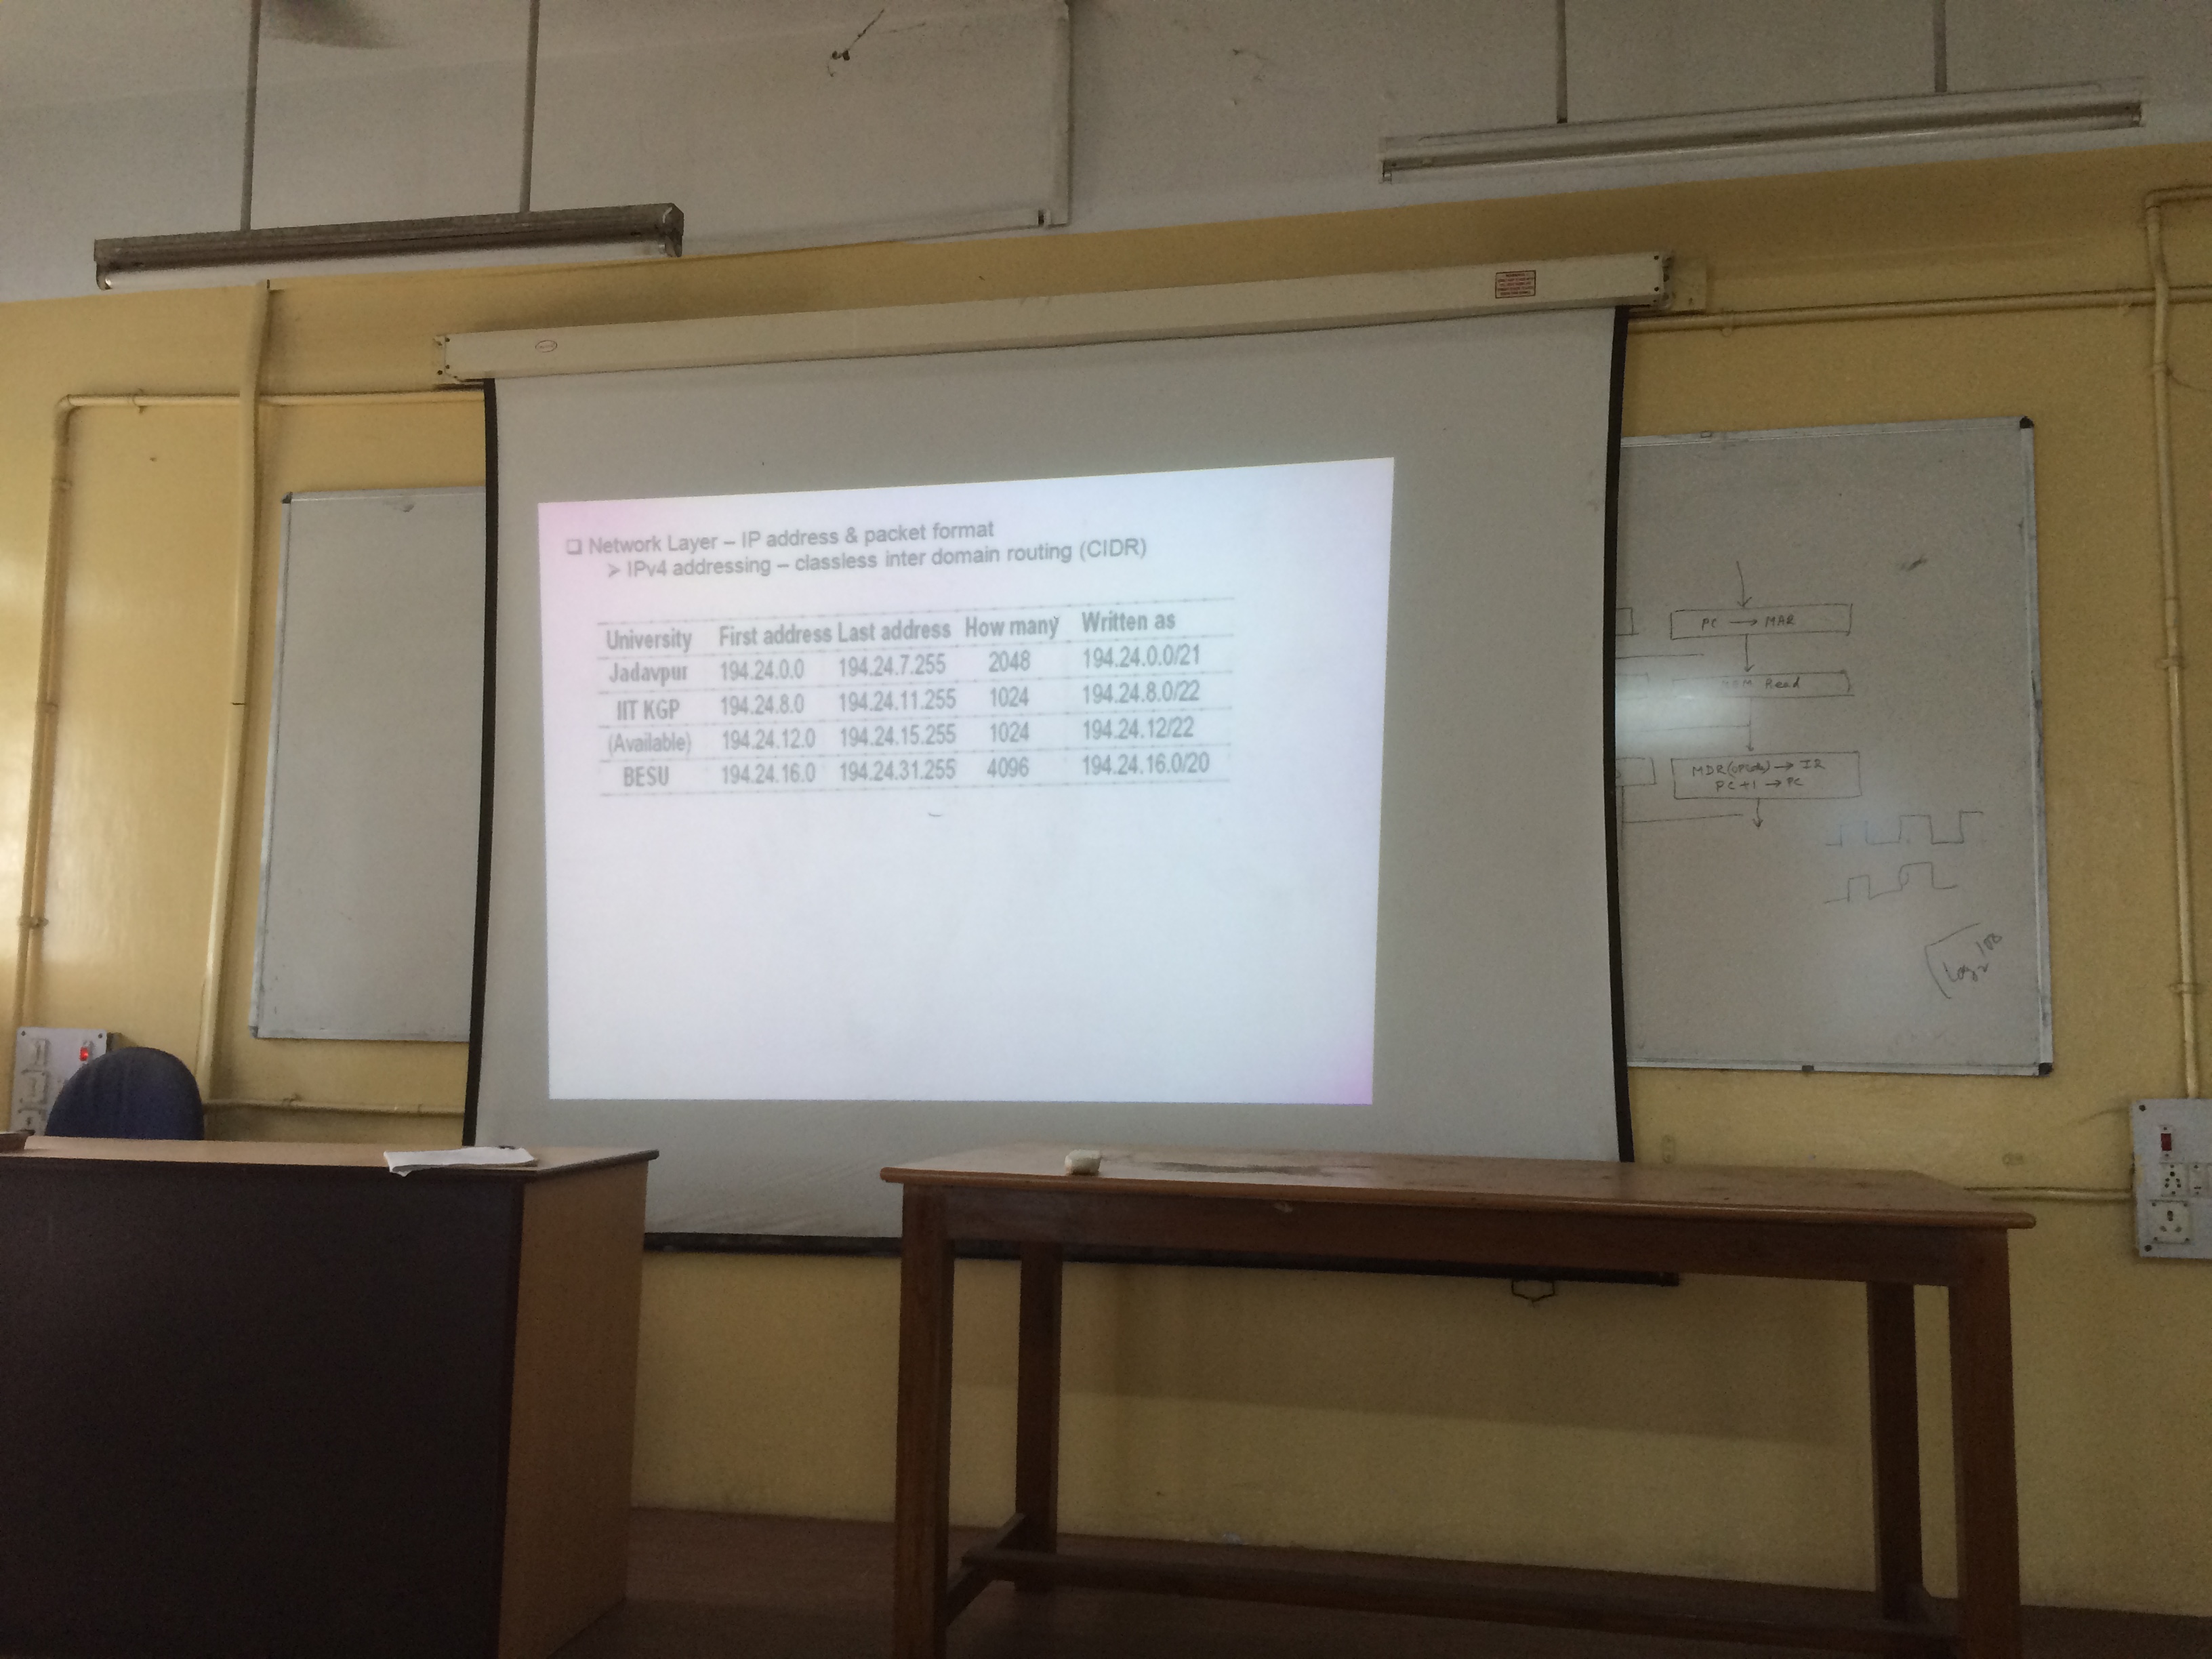 ❑ Network Layer – IP address & packet format
➢ IPv4 addressing – classless inter domain routing (CIDR)
University First address Last address How many Written as
Jadavpur 194.24.0.0 194.24.7.255 2048 194.24.0.0/21
IIT KGP 194.24.8.0 194.24.11.255 1024 194.24.8.0/22
(Available) 194.24.12.0 194.24.15.255 1024 194.24.12/22
BESU 194.24.16.0 194.24.31.255 4096 194.24.16.0/20
PC → MAR
Read
MDR → IR
PC+1 → PC
log₂100